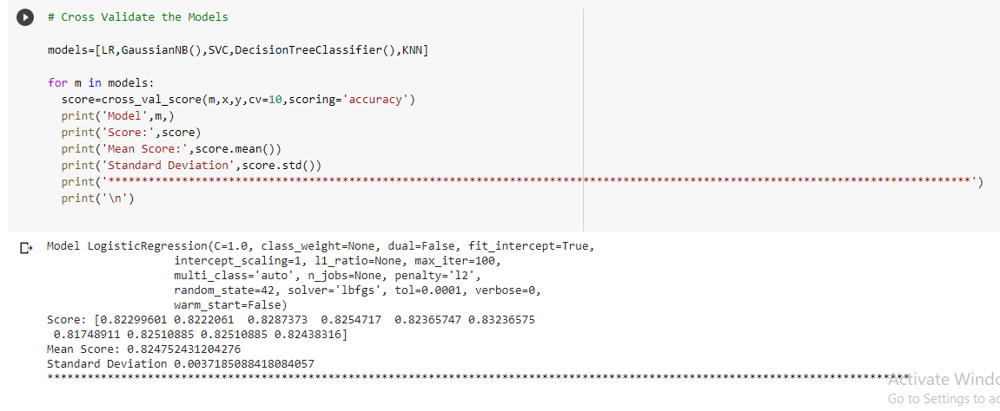 # Cross Validate the Models
models=[LR,GaussianNB(),SVC,DecisionTreeClassifier(),KNN]
for m in models:
score=cross_val_score(m,x,y,cv=10,scoring='accuracy')
print('Model',m,)
print('Score:',score)
print('Mean Score:',score.mean())
print('Standard Deviation',score.std())
print('*********************************************************************************************************************************')
print('\n')
Model LogisticRegression(C=1.0, class_weight=None, dual=False, fit_intercept=True,
intercept_scaling=1, l1_ratio=None, max_iter=100,
multi_class='auto', n_jobs=None, penalty='l2',
random_state=42, solver='lbfgs', tol=0.0001, verbose=0,
warm_start=False)
Score: [0.82299601 0.8222061  0.8287373  0.8254717  0.82365747 0.83236575
0.81748911 0.82510885 0.82510885 0.82438316]
Mean Score: 0.824752431204276
Standard Deviation 0.0037185088418084057
*********************************************************************************************************************************
Activate Windo
Go to Settings to ac